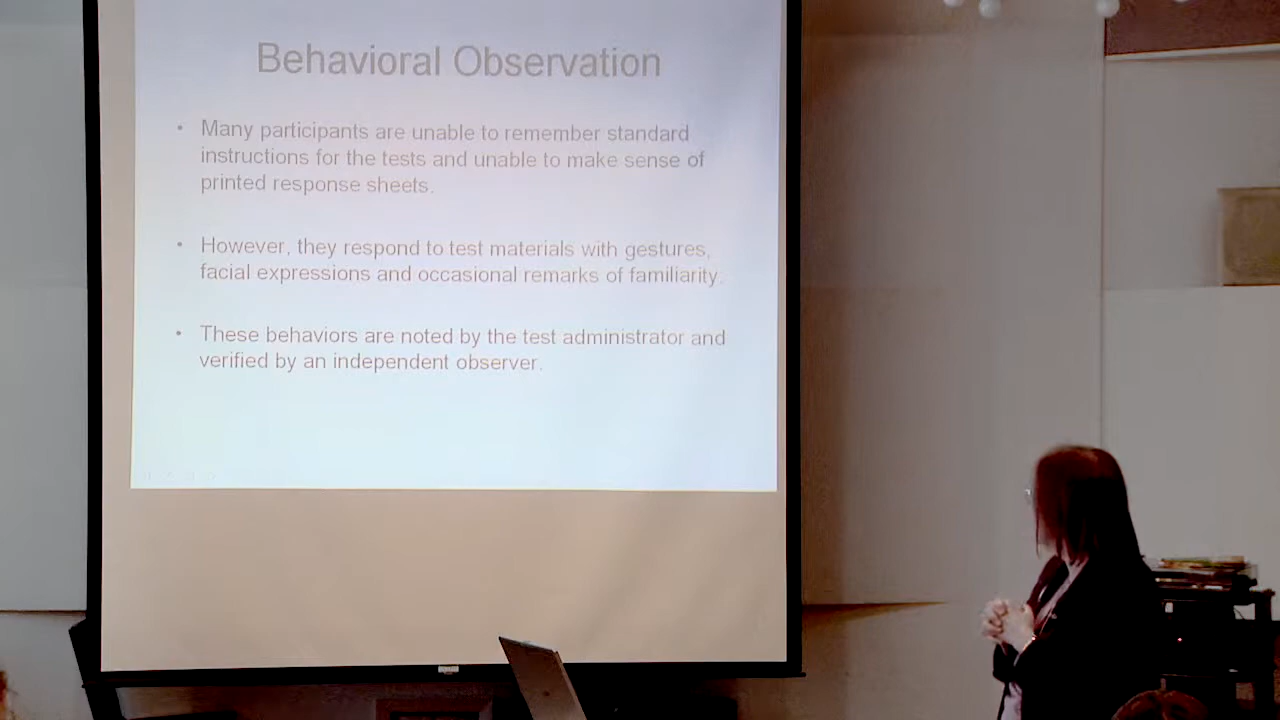 Behavioral Observation
• Many participants are unable to remember standard
instructions for the tests and unable to make sense of
printed response sheets.
• However, they respond to test materials with gestures,
facial expressions and occasional remarks of familiarity.
• These behaviors are noted by the test administrator and
verified by an independent observer.